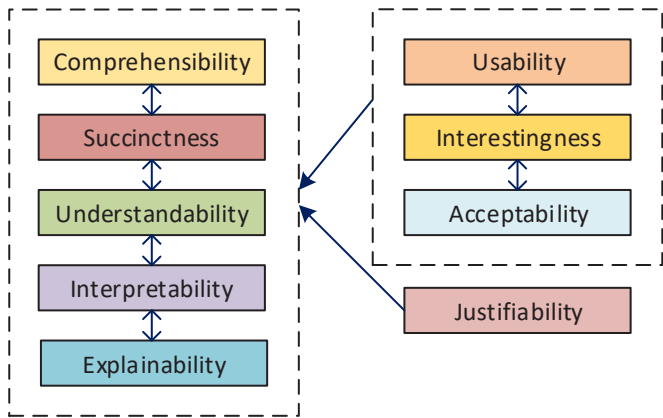 Comprehensibility
Succinctness
Understandability
Interpretability
Explainability
Usability
Interestingness
Acceptability
Justifiability